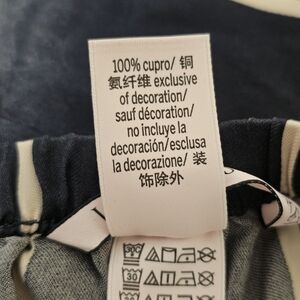 100% cupro/ 铜
氨纤维 exclusive
of decoration/
sauf décoration/
no incluye la
decoración/esclusa
la decorazione/ 装
饰除外
30